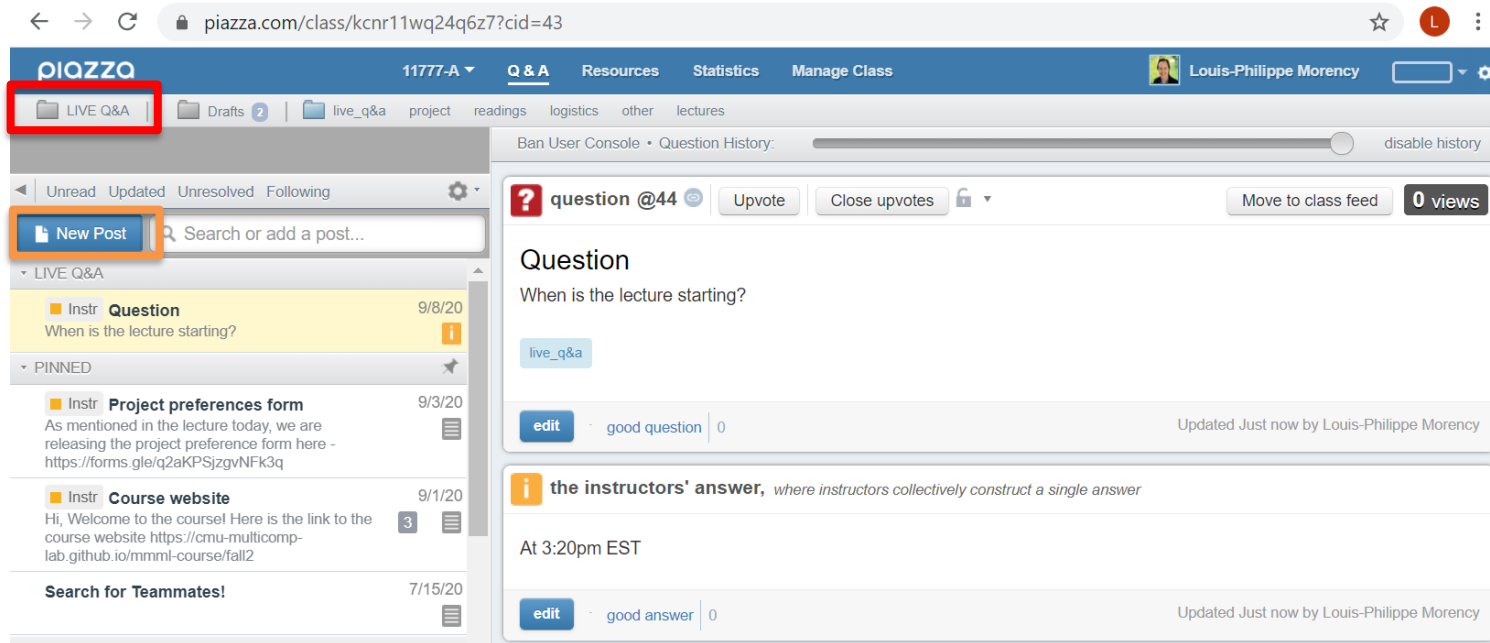 piazza.com/class/kcnr11wq24q6z7?cid=43
L
piazza
11777-A
Q & A
Resources
Statistics
Manage Class
Louis-Philippe Morency
LIVE Q&A
Drafts 2
live_q&a
project
readings
logistics
other
lectures
Ban User Console • Question History:
disable history
Unread Updated Unresolved Following
New Post
Search or add a post...
LIVE Q&A
Instr Question 9/8/20
When is the lecture starting?
i
PINNED
Instr Project preferences form 9/3/20
As mentioned in the lecture today, we are
releasing the project preference form here -
https://forms.gle/q2aKPSjzgvNFk3q
Instr Course website 9/1/20
Hi, Welcome to the course! Here is the link to the
3
course website https://cmu-multicomp-
lab.github.io/mmml-course/fall2
Search for Teammates! 7/15/20
? question @44
Upvote
Close upvotes
Move to class feed
0 views
Question
When is the lecture starting?
live_q&a
edit · good question 0
Updated Just now by Louis-Philippe Morency
i the instructors' answer, where instructors collectively construct a single answer
At 3:20pm EST
edit · good answer 0
Updated Just now by Louis-Philippe Morency